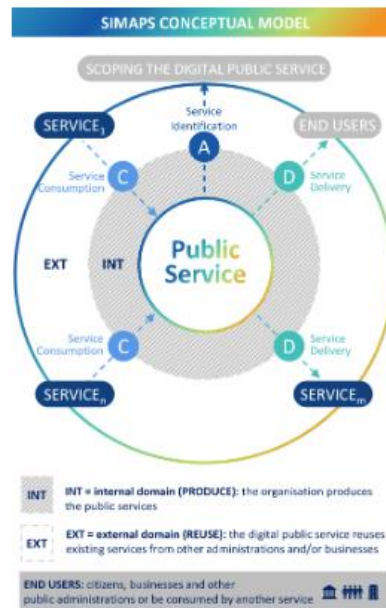 SIMAPS CONCEPTUAL MODEL
SCOPING THE DIGITAL PUBLIC SERVICE
SERVICE1
Service
Identification
END USERS
A
Service
Consumption
C
D
Service
Delivery
EXT
INT
Public
Service
Service
Consumption
C
D
Service
Delivery
SERVICEn
SERVICEm
INT
INT = internal domain (PRODUCE): the organisation produces
the public services
EXT
EXT = external domain (REUSE): the digital public service reuses
existing services from other administrations and/or businesses
END USERS: citizens, businesses and other
public administrations or be consumed by another service